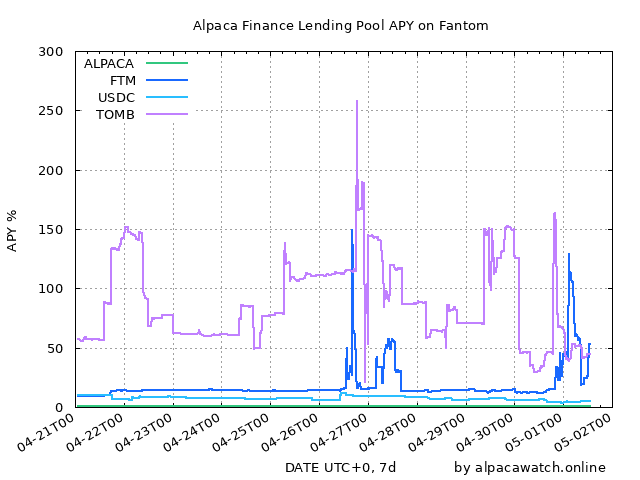 Alpaca Finance Lending Pool APY on Fantom
300
250
200
150
100
50
0
APY %
ALPACA
FTM
USDC
TOMB
04-21T00
04-22T00
04-23T00
04-24T00
04-25T00
04-26T00
04-27T00
04-28T00
04-29T00
04-30T00
05-01T00
05-02T00
DATE UTC+0, 7d
by alpacawatch.online